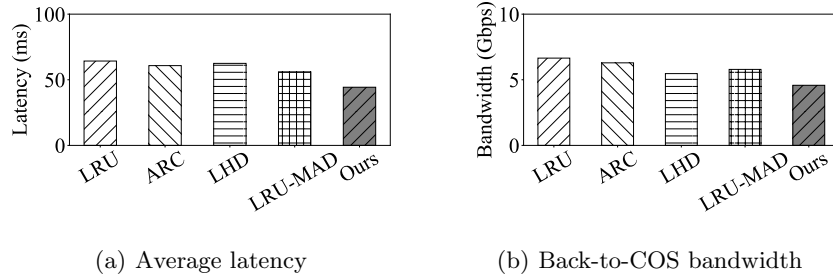 100
50
0
Latency (ms)
LRU
ARC
LHD
LRU-MAD
Ours
(a) Average latency
10
5
0
Bandwidth (Gbps)
LRU
ARC
LHD
LRU-MAD
Ours
(b) Back-to-COS bandwidth